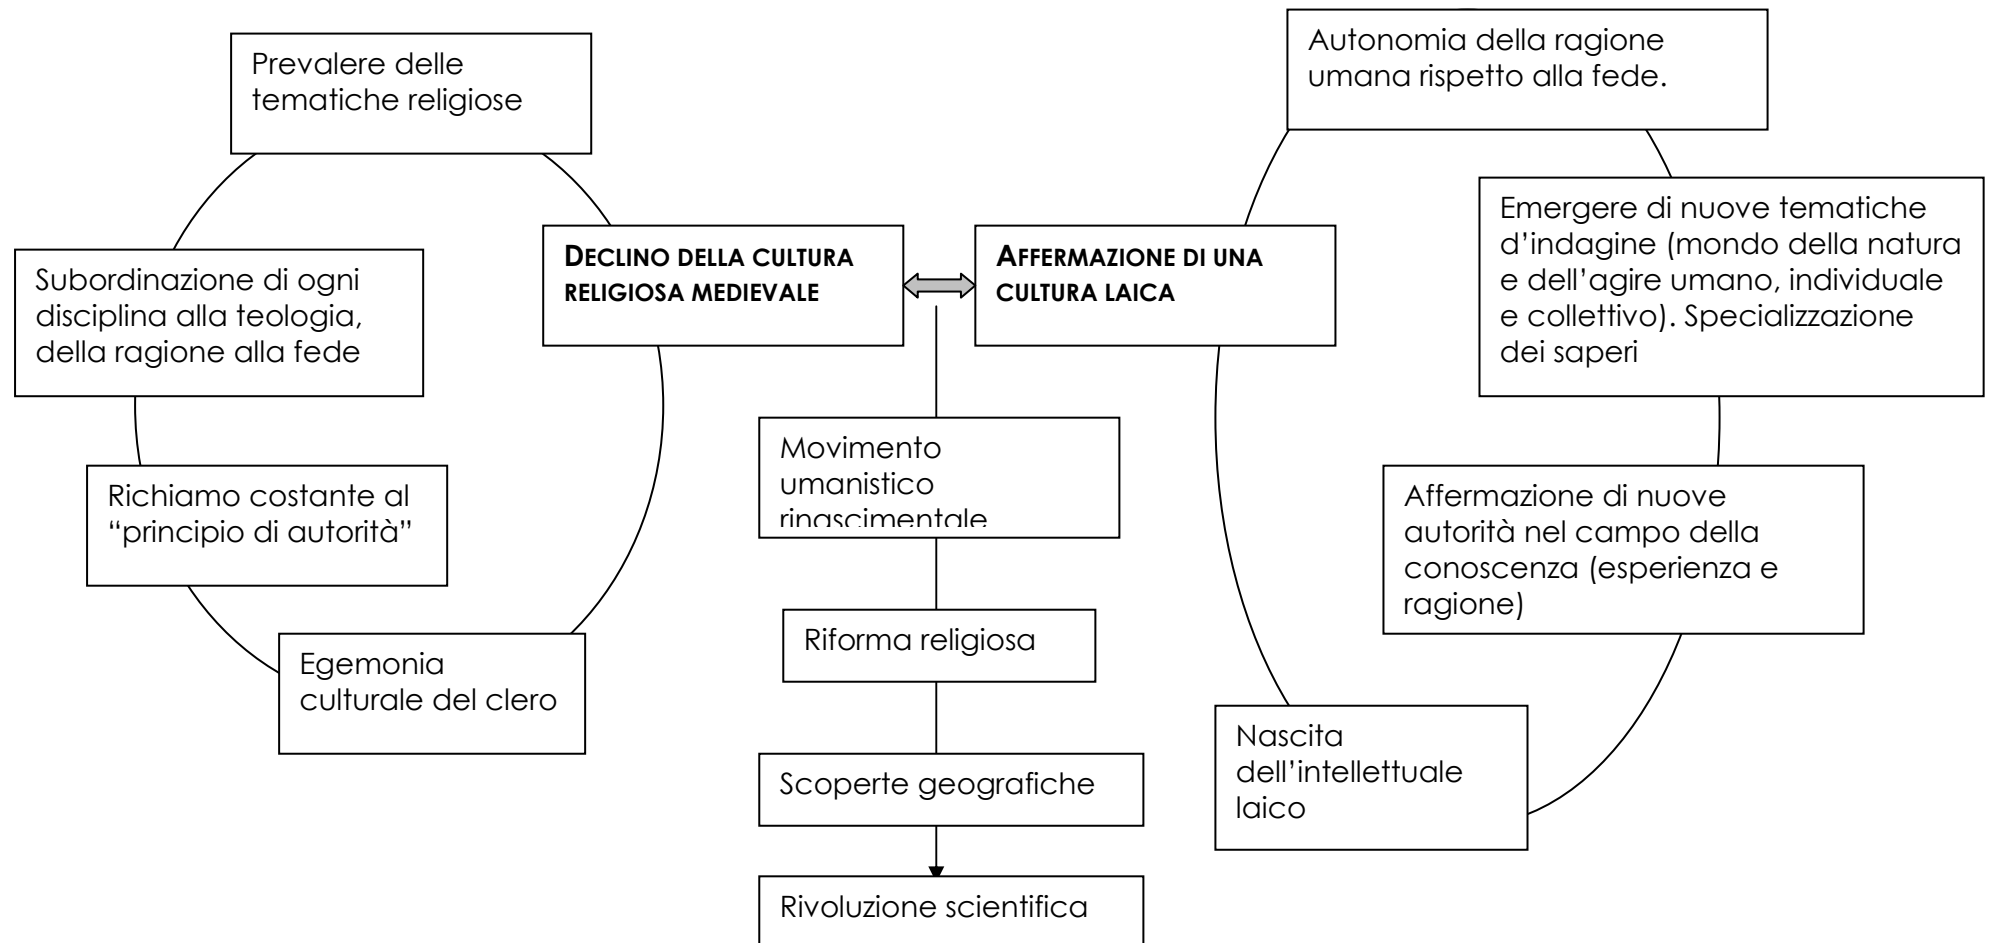 Prevalere delle
tematiche religiose
Subordinazione di ogni
disciplina alla teologia,
della ragione alla fede
Richiamo costante al
“principio di autorità”
Egemonia
culturale del clero
DECLINO DELLA CULTURA
RELIGIOSA MEDIEVALE
AFFERMAZIONE DI UNA
CULTURA LAICA
Movimento
umanistico
rinascimentale
Riforma religiosa
Scoperte geografiche
Rivoluzione scientifica
Autonomia della ragione
umana rispetto alla fede.
Emergere di nuove tematiche
d’indagine (mondo della natura
e dell’agire umano, individuale
e collettivo). Specializzazione
dei saperi
Affermazione di nuove
autorità nel campo della
conoscenza (esperienza e
ragione)
Nascita
dell’intellettuale
laico